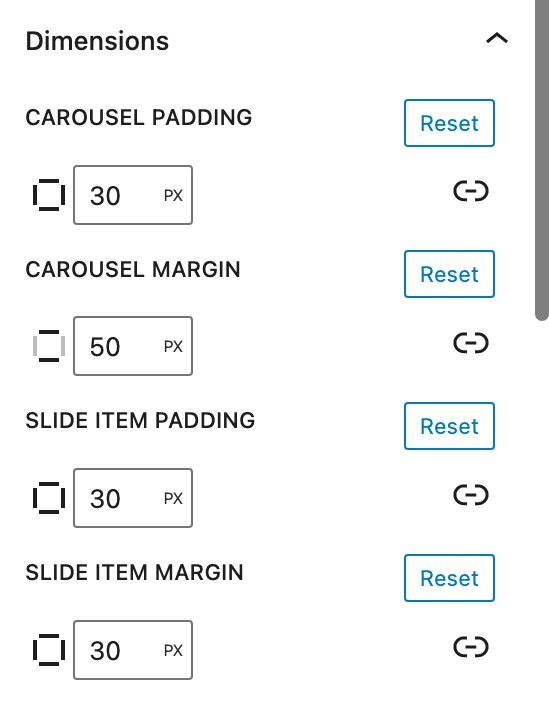 Dimensions
CAROUSEL PADDING Reset
30 PX
CAROUSEL MARGIN Reset
50 PX
SLIDE ITEM PADDING Reset
30 PX
SLIDE ITEM MARGIN Reset
30 PX